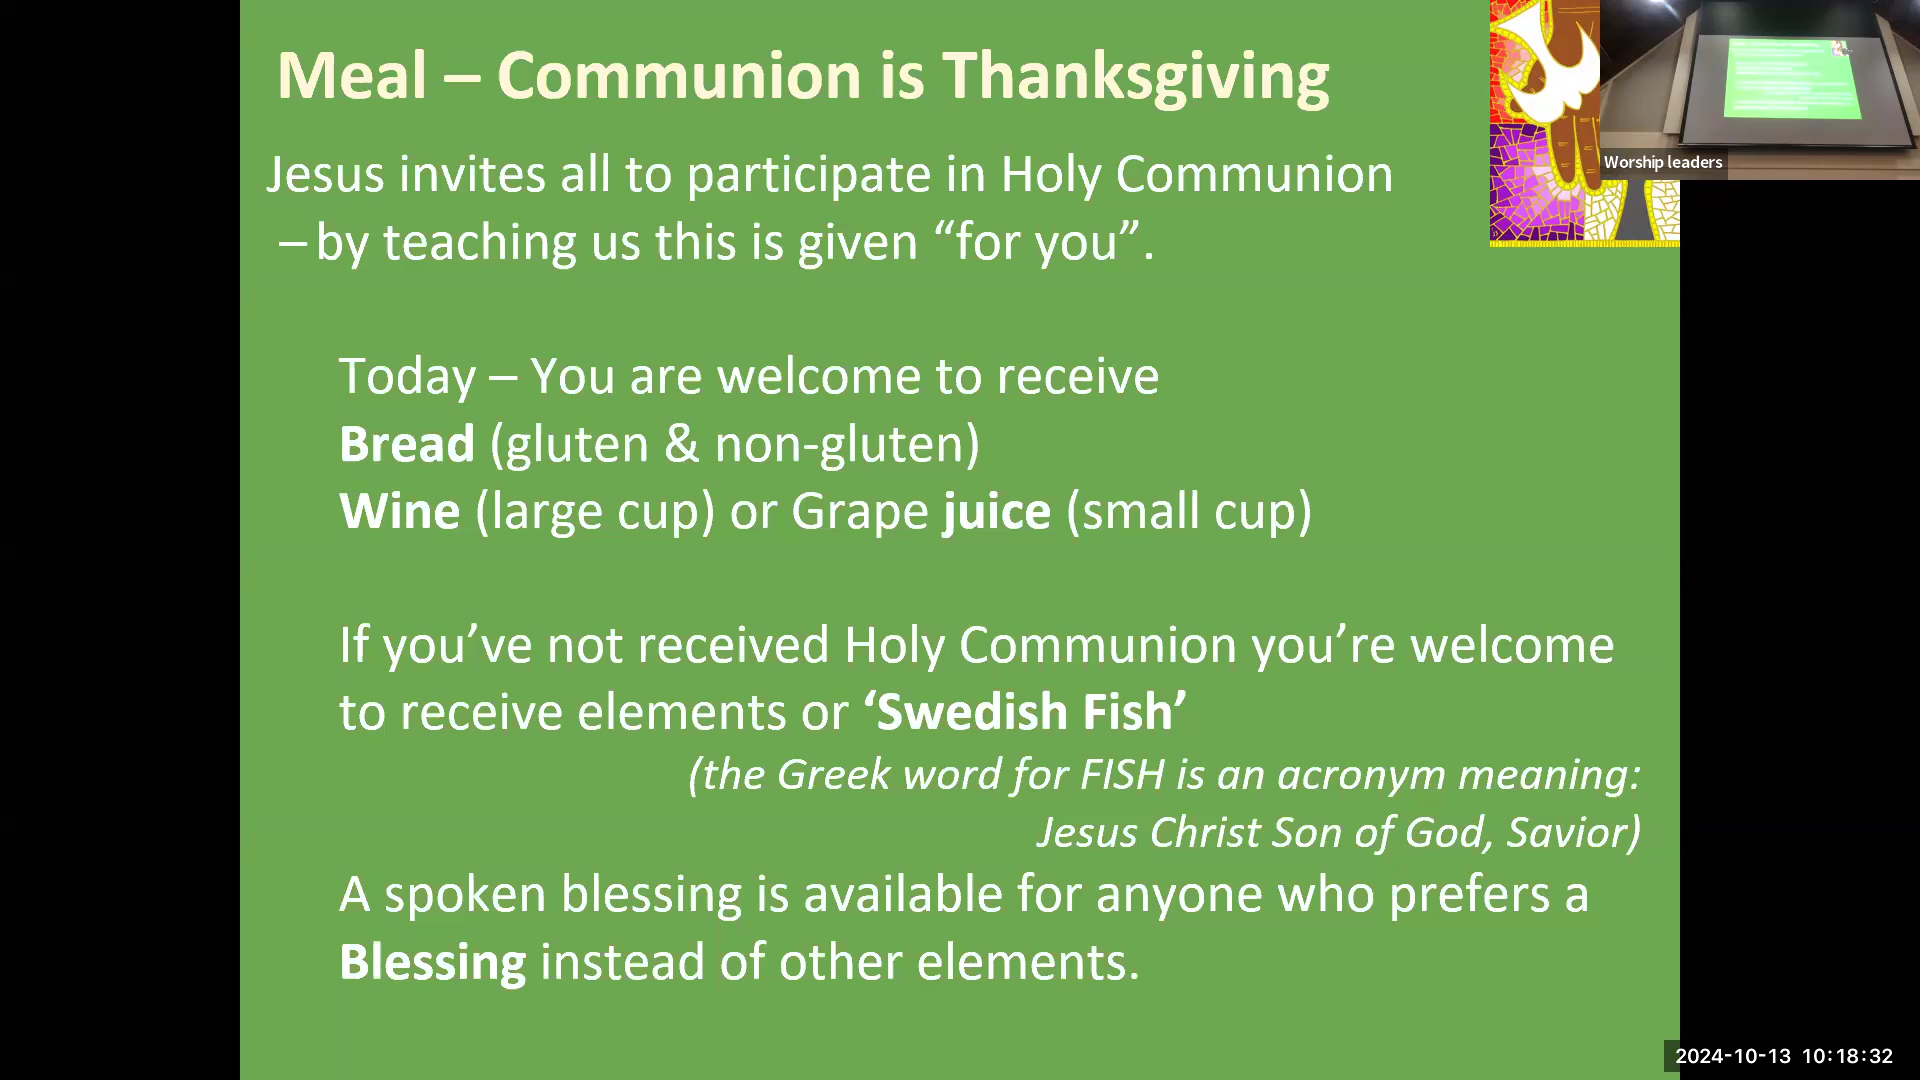 Meal – Communion is Thanksgiving
Jesus invites all to participate in Holy Communion
– by teaching us this is given “for you”.
Today – You are welcome to receive
Bread (gluten & non-gluten)
Wine (large cup) or Grape juice (small cup)
If you’ve not received Holy Communion you’re welcome
to receive elements or ‘Swedish Fish’
(the Greek word for FISH is an acronym meaning:
Jesus Christ Son of God, Savior)
A spoken blessing is available for anyone who prefers a
Blessing instead of other elements.
Worship leaders
2024-10-13 10:18:32